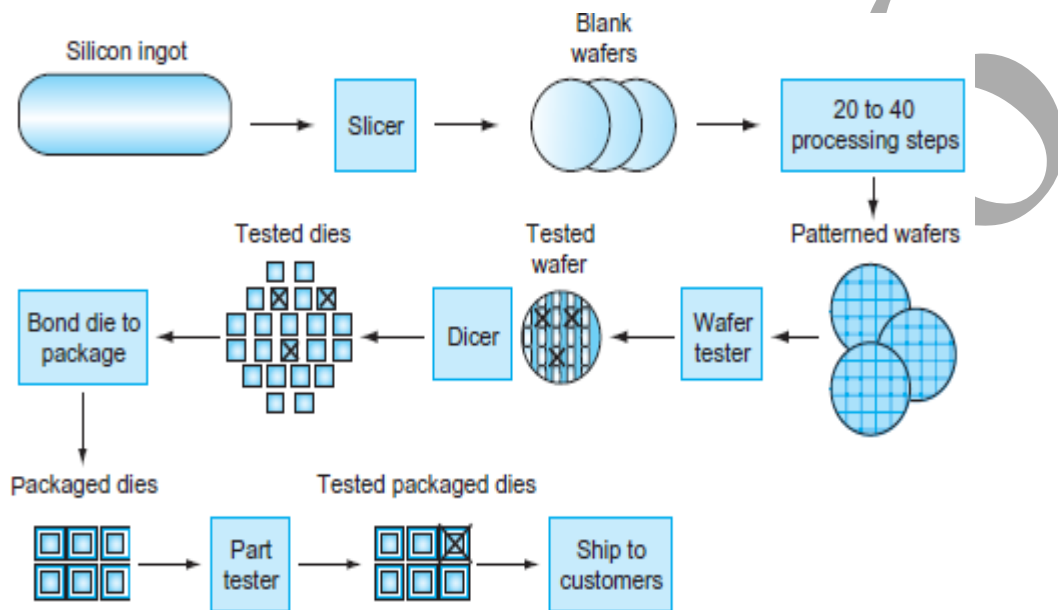 Silicon ingot
Slicer
Blank
wafers
20 to 40
processing steps
Tested dies
Tested
wafer
Patterned wafers
Bond die to
package
Dicer
Wafer
tester
Packaged dies
Tested packaged dies
Part
tester
Ship to
customers